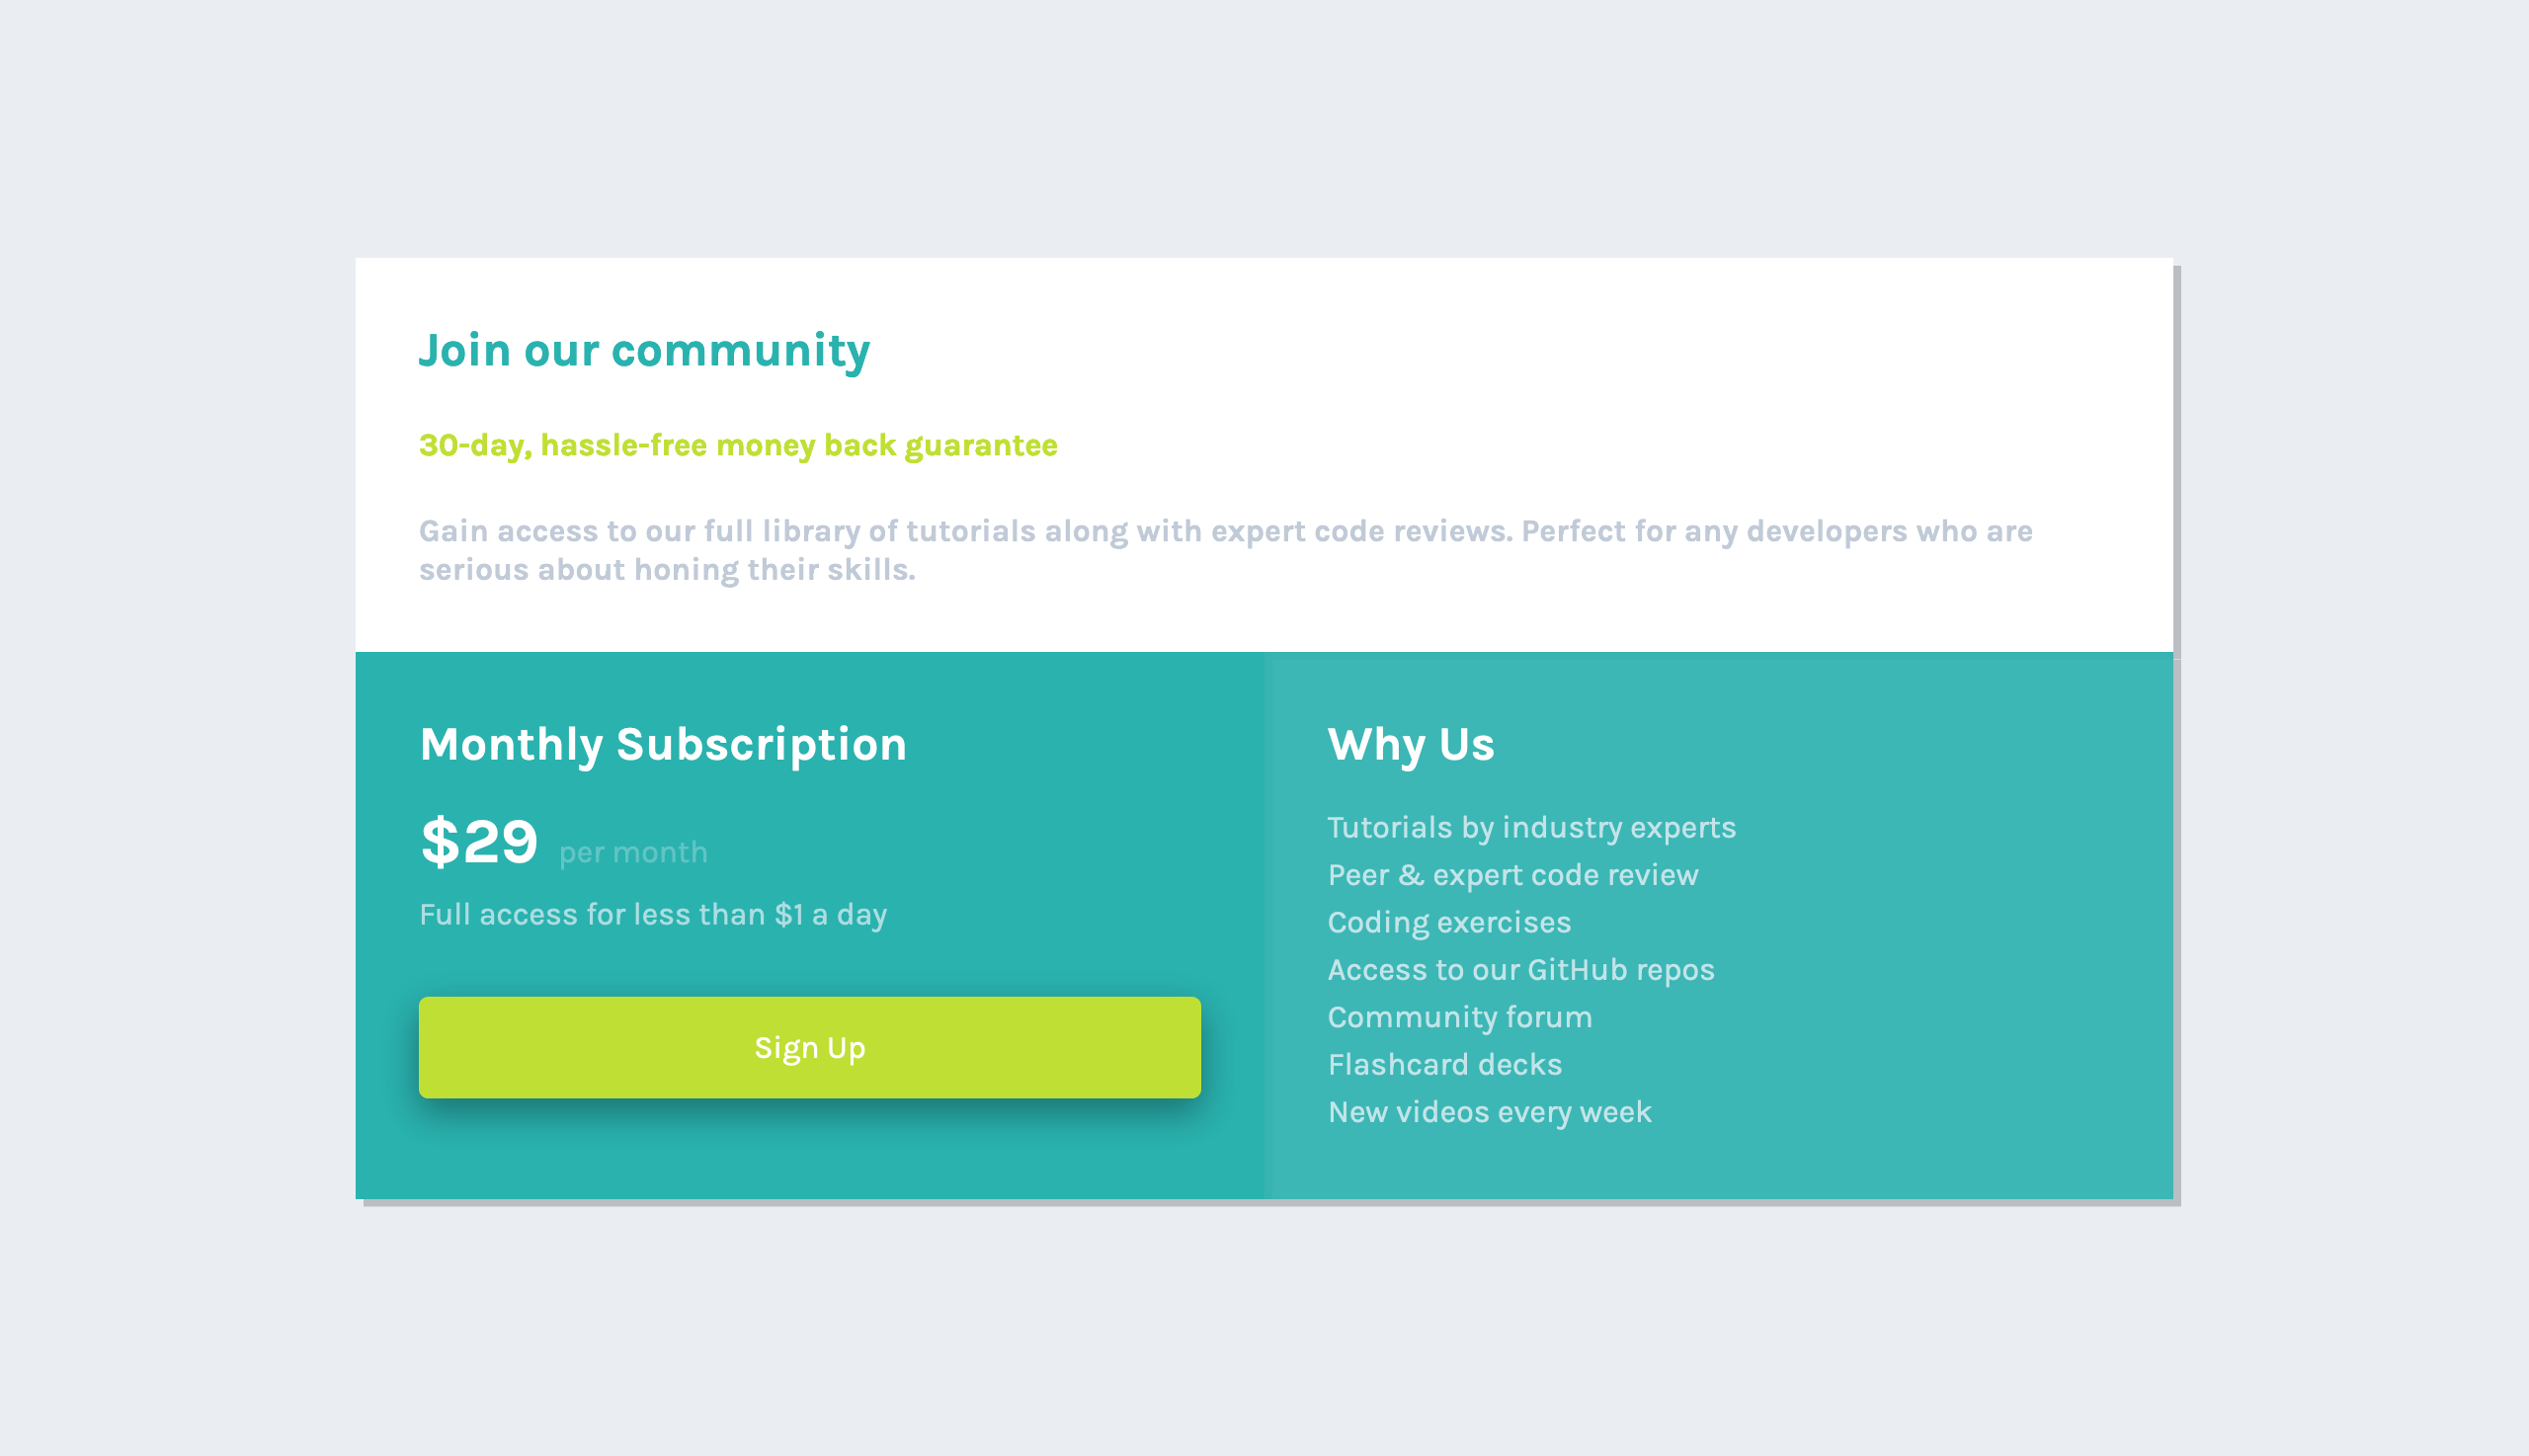 Join our community
30-day, hassle-free money back guarantee
Gain access to our full library of tutorials along with expert code reviews. Perfect for any developers who are
serious about honing their skills.
Monthly Subscription
$29 per month
Full access for less than $1 a day
Sign Up
Why Us
Tutorials by industry experts
Peer & expert code review
Coding exercises
Access to our GitHub repos
Community forum
Flashcard decks
New videos every week